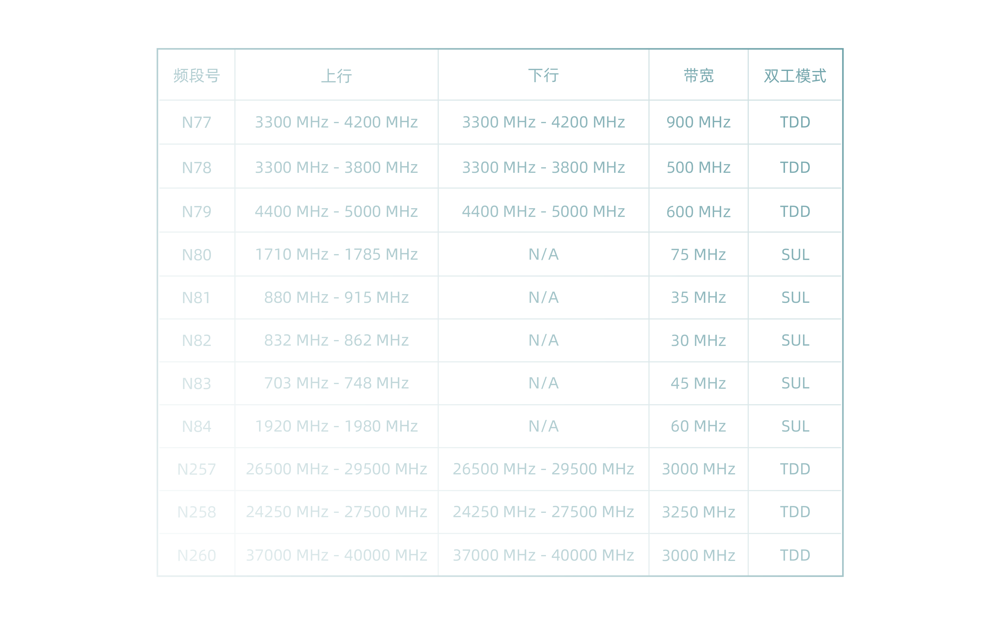 频段号 上行 下行 带宽 双工模式
N77 3300 MHz - 4200 MHz 3300 MHz - 4200 MHz 900 MHz TDD
N78 3300 MHz - 3800 MHz 3300 MHz - 3800 MHz 500 MHz TDD
N79 4400 MHz - 5000 MHz 4400 MHz - 5000 MHz 600 MHz TDD
N80 1710 MHz - 1785 MHz N/A 75 MHz SUL
N81 880 MHz - 915 MHz N/A 35 MHz SUL
N82 832 MHz - 862 MHz N/A 30 MHz SUL
N83 703 MHz - 748 MHz N/A 45 MHz SUL
N84 1920 MHz - 1980 MHz N/A 60 MHz SUL
N257 26500 MHz - 29500 MHz 26500 MHz - 29500 MHz 3000 MHz TDD
N258 24250 MHz - 27500 MHz 24250 MHz - 27500 MHz 3250 MHz TDD
N260 37000 MHz - 40000 MHz 37000 MHz - 40000 MHz 3000 MHz TDD